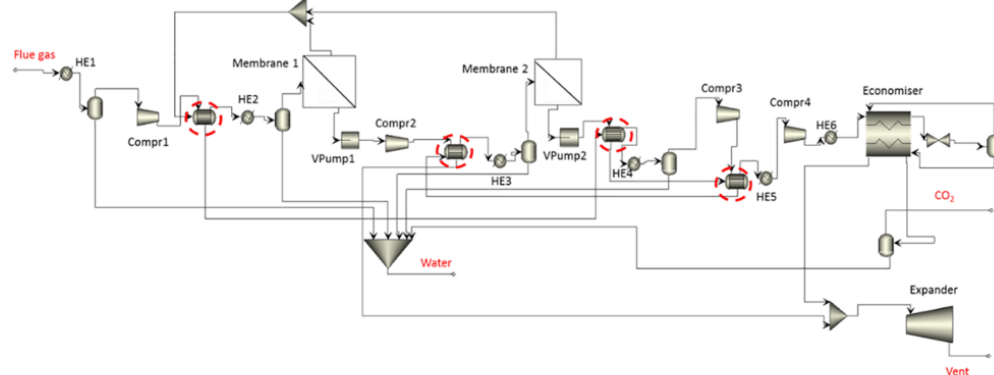 Flue gas
HE1
Compr1
HE2
Membrane 1
VPump1
Compr2
HE3
Membrane 2
VPump2
HE4
Compr3
HE5
Compr4
HE6
Economiser
CO₂
Water
Expander
Vent